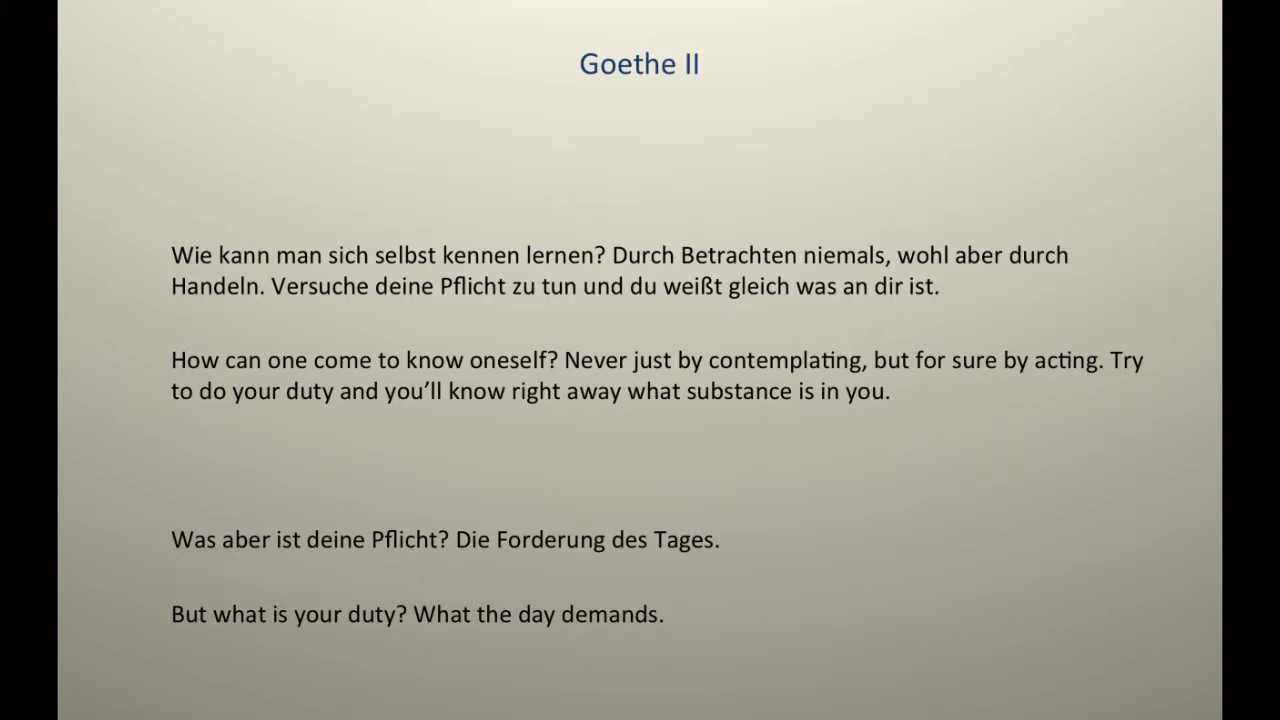 Goethe II
Wie kann man sich selbst kennen lernen? Durch Betrachten niemals, wohl aber durch
Handeln. Versuche deine Pflicht zu tun und du weißt gleich was an dir ist.
How can one come to know oneself? Never just by contemplating, but for sure by acting. Try
to do your duty and you’ll know right away what substance is in you.
Was aber ist deine Pflicht? Die Forderung des Tages.
But what is your duty? What the day demands.